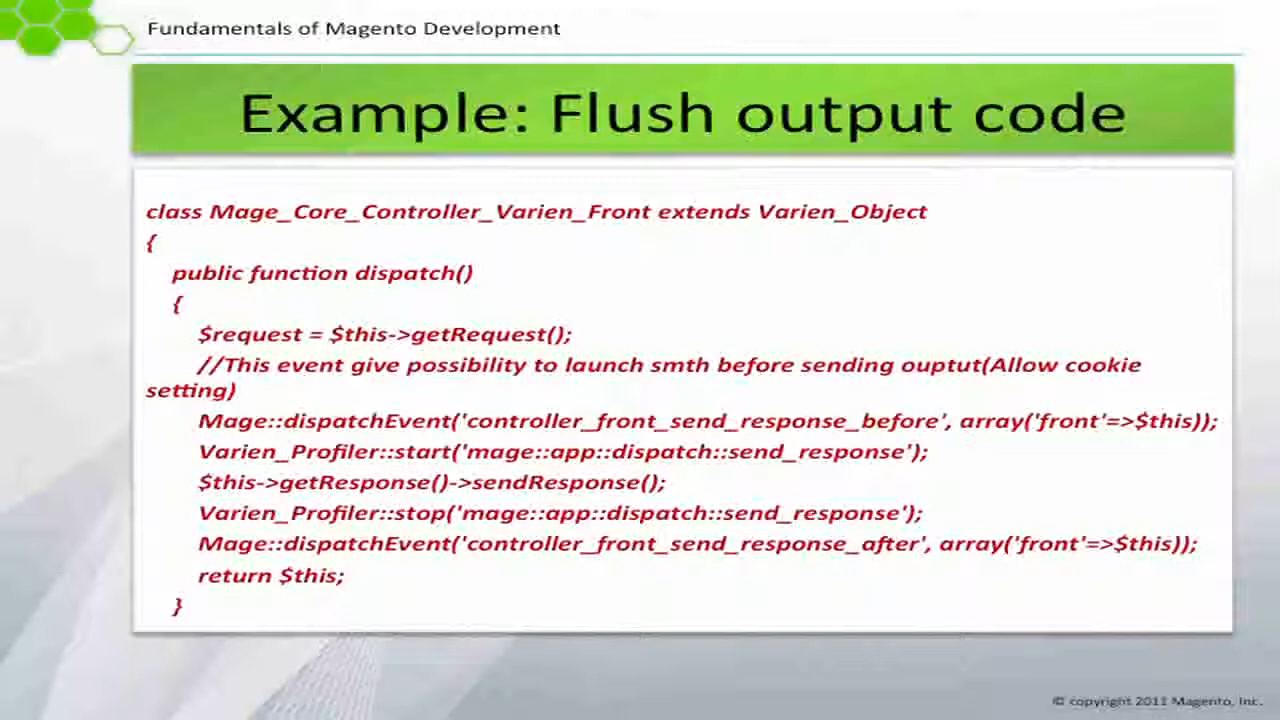 Fundamentals of Magento Development
Example: Flush output code
class Mage_Core_Controller_Varien_Front extends Varien_Object
{
public function dispatch()
{
$request = $this->getRequest();
//This event give possibility to launch smth before sending ouptut(Allow cookie
setting)
Mage::dispatchEvent('controller_front_send_response_before', array('front'=>$this));
Varien_Profiler::start('mage::app::dispatch::send_response');
$this->getResponse()->sendResponse();
Varien_Profiler::stop('mage::app::dispatch::send_response');
Mage::dispatchEvent('controller_front_send_response_after', array('front'=>$this));
return $this;
}
© copyright 2011 Magento, Inc.